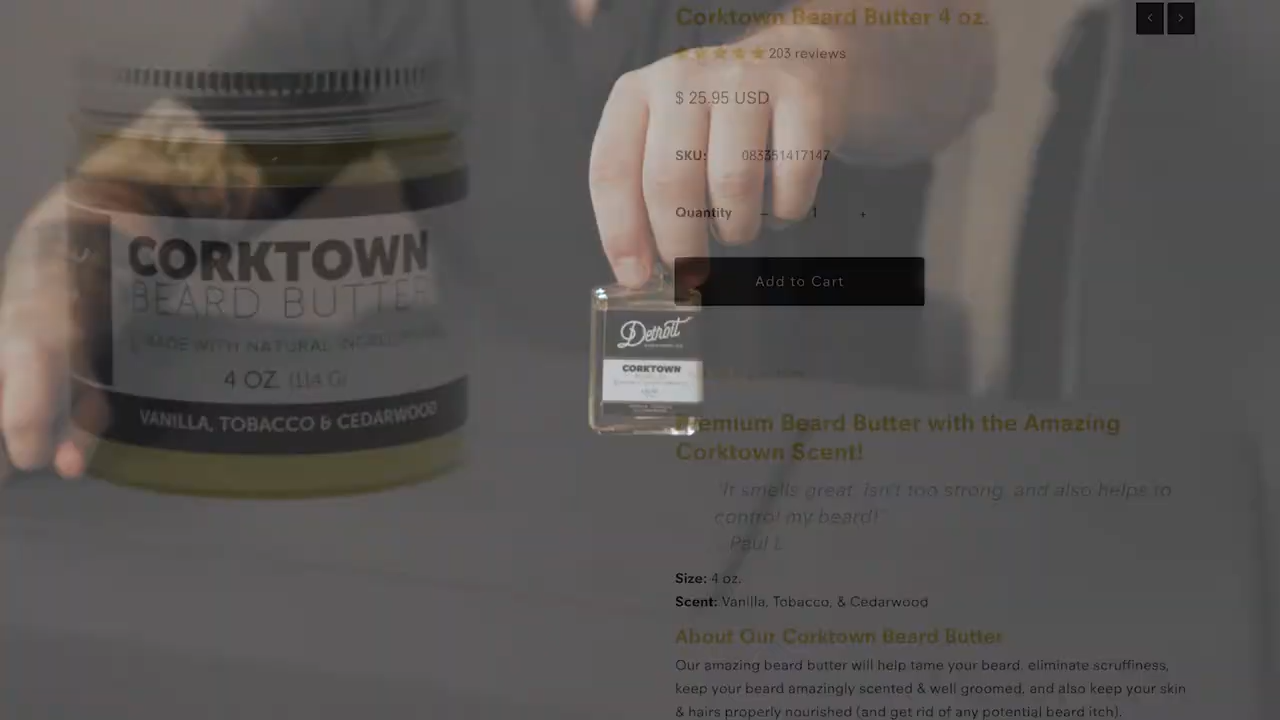 CORKTOWN
BEARD BUTTER
MADE WITH NATURAL INGREDIENTS
4 OZ. (114 G)
VANILLA, TOBACCO & CEDARWOOD
Detroit
CORKTOWN
Corktown Beard Butter 4 oz.
203 reviews
$ 25.95 USD
SKU: 083351417147
Quantity – 1 +
Add to Cart
Premium Beard Butter with the Amazing
Corktown Scent!
"It smells great, isn't too strong, and also helps to
control my beard!"
- Paul L.
Size: 4 oz.
Scent: Vanilla, Tobacco, & Cedarwood
About Our Corktown Beard Butter
Our amazing beard butter will help tame your beard, eliminate scruffiness,
keep your beard amazingly scented & well groomed, and also keep your skin
& hairs properly nourished (and get rid of any potential beard itch).